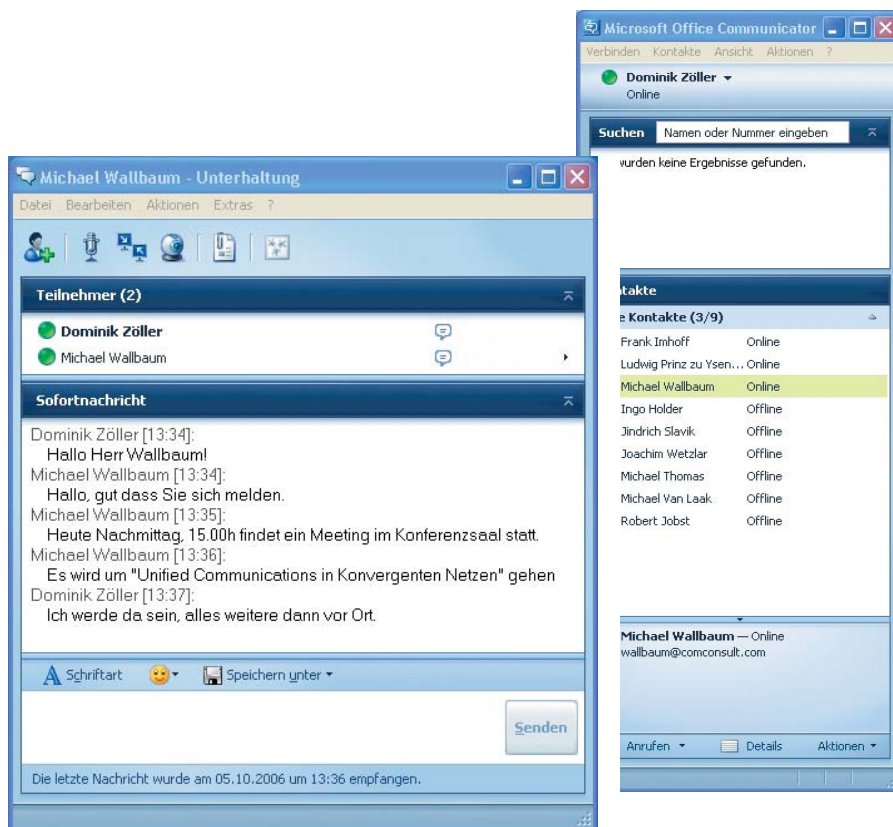 Microsoft Office Communicator
Verbinden Kontakte Ansicht Aktionen ?
Dominik Zöller
Online
Suchen Namen oder Nummer eingeben
wurden keine Ergebnisse gefunden.
Kontakte (3/9)
Frank Imhoff Online
Ludwig Prinz zu Ysen... Online
Michael Wallbaum Online
Ingo Holder Offline
Jindrich Slavik Offline
Joachim Wetzlar Offline
Michael Thomas Offline
Michael Van Laak Offline
Robert Jobst Offline
Michael Wallbaum — Online
wallbaum@comconsult.com
Anrufen Details Aktionen
Michael Wallbaum - Unterhaltung
Datei Bearbeiten Aktionen Extras ?
Teilnehmer (2)
Dominik Zöller
Michael Wallbaum
Sofortnachricht
Dominik Zöller [13:34]:
Hallo Herr Wallbaum!
Michael Wallbaum [13:34]:
Hallo, gut dass Sie sich melden.
Michael Wallbaum [13:35]:
Heute Nachmittag, 15.00h findet ein Meeting im Konferenzsaal statt.
Michael Wallbaum [13:36]:
Es wird um "Unified Communications in Konvergenten Netzen" gehen
Dominik Zöller [13:37]:
Ich werde da sein, alles weitere dann vor Ort.
Schriftart Speichern unter
Senden
Die letzte Nachricht wurde am 05.10.2006 um 13:36 empfangen.